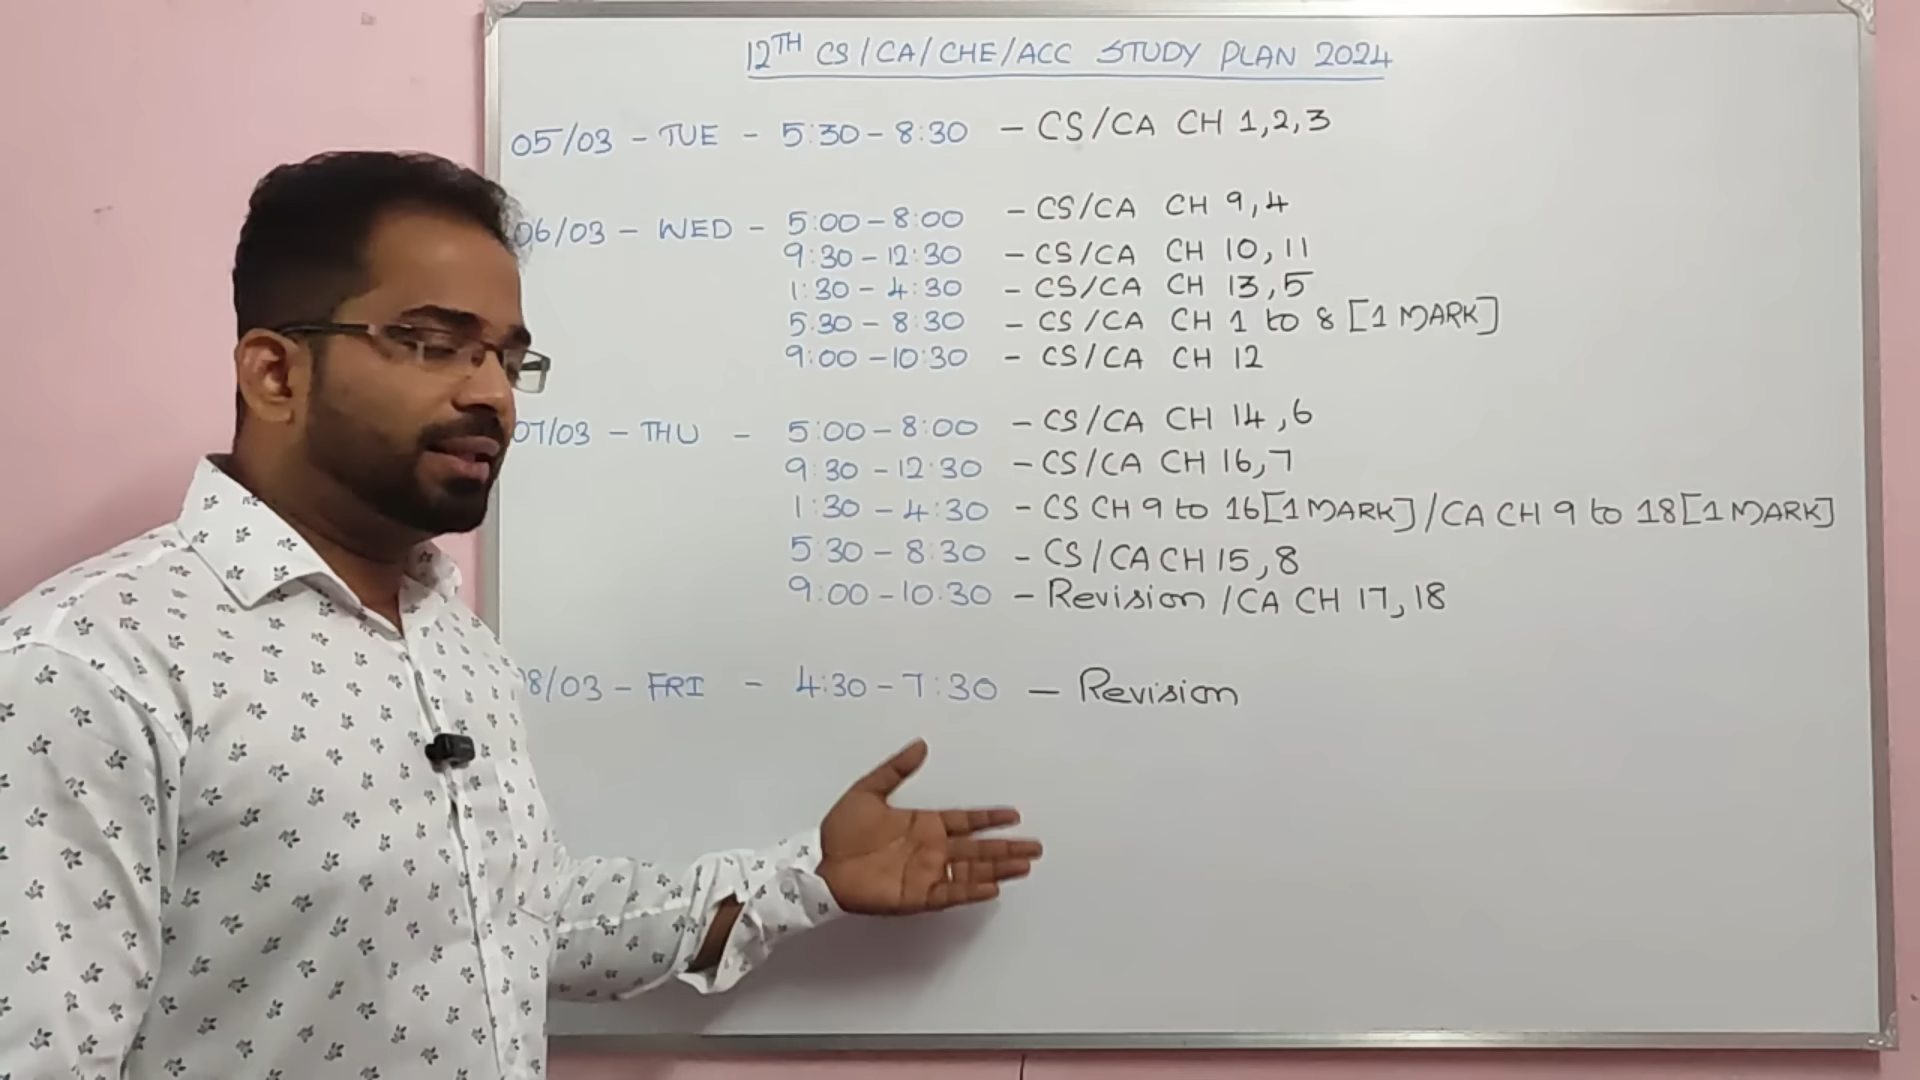 12TH CS/CA/CHE/ACC STUDY PLAN 2024
05/03 - TUE - 5:30 - 8:30 - CS/CA CH 1,2,3
06/03 - WED - 5:00 - 8:00 - CS/CA CH 9,4
9:30 - 12:30 - CS/CA CH 10,11
1:30 - 4:30 - CS/CA CH 13,5
5:30 - 8:30 - CS/CA CH 1 to 8 [1 MARK]
9:00 - 10:30 - CS/CA CH 12
07/03 - THU - 5:00 - 8:00 - CS/CA CH 14,6
9:30 - 12:30 - CS/CA CH 16,7
1:30 - 4:30 - CS CH 9 to 16[1 MARK]/CA CH 9 to 18[1 MARK]
5:30 - 8:30 - CS/CA CH 15,8
9:00 - 10:30 - Revision /CA CH 17,18
08/03 - FRI - 4:30 - 7:30 - Revision